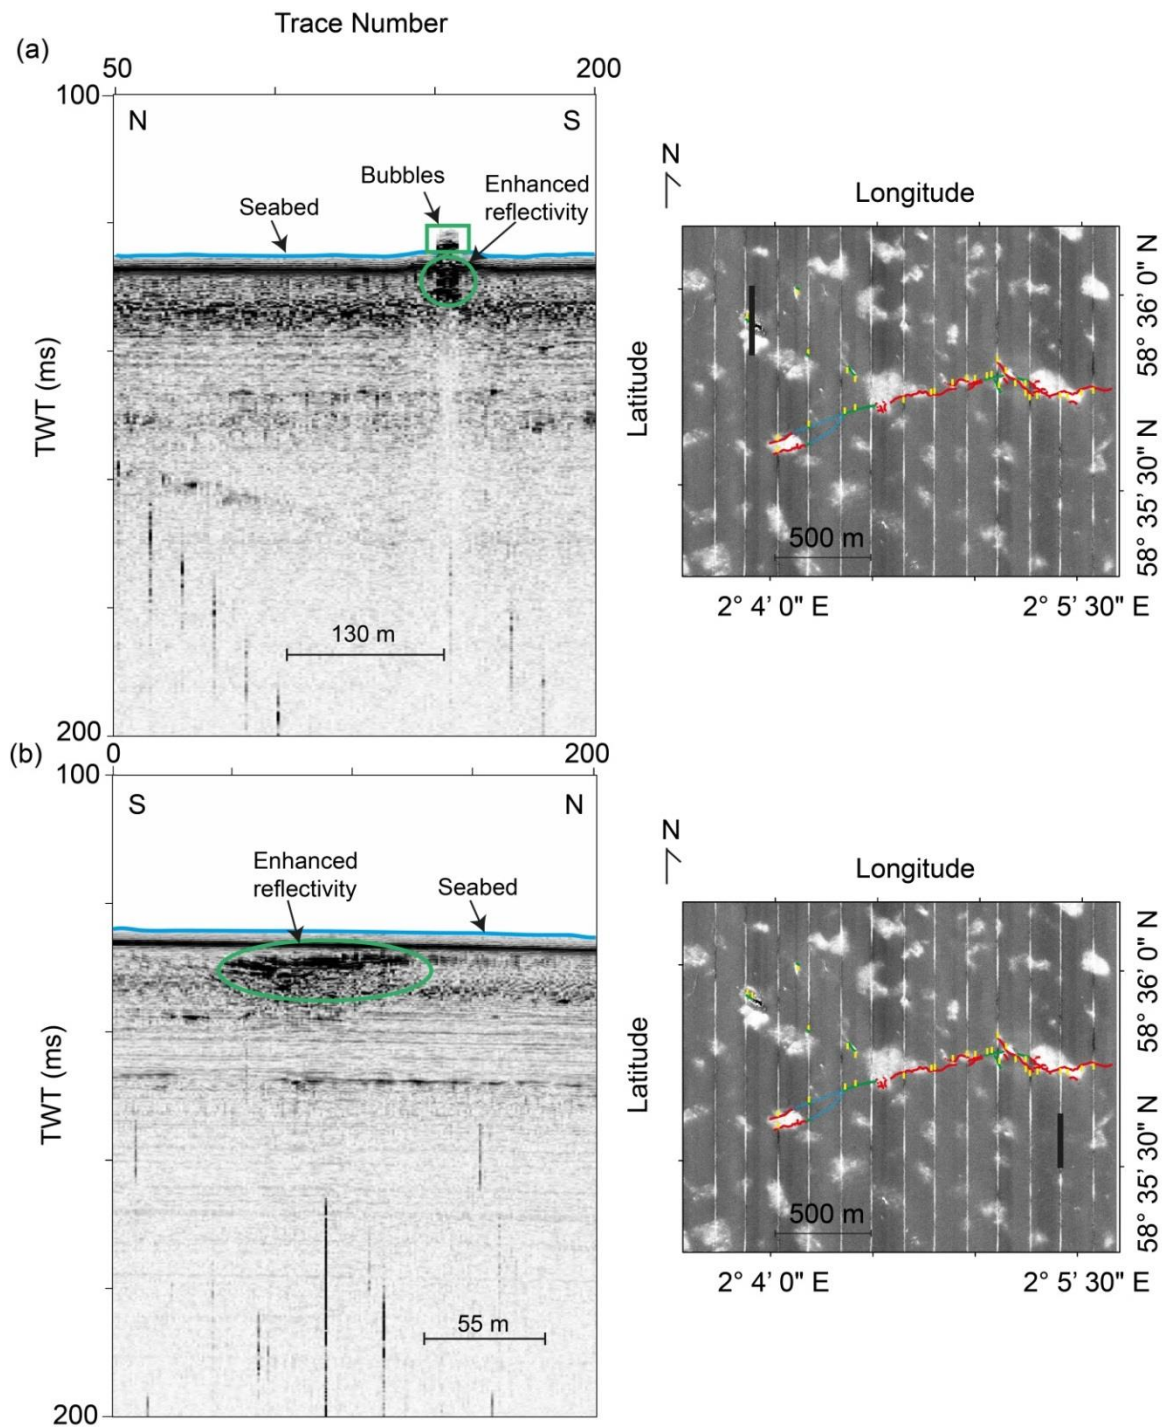 Trace Number
(a)
50
200
100
N
S
Bubbles
Enhanced
reflectivity
Seabed
TWT (ms)
130 m
200
N
Longitude
Latitude
58° 36' 0" N
58° 35' 30" N
500 m
2° 4' 0" E
2° 5' 30" E
(b)
0
200
100
S
N
Enhanced
reflectivity
Seabed
TWT (ms)
55 m
200
N
Longitude
Latitude
58° 36' 0" N
58° 35' 30" N
500 m
2° 4' 0" E
2° 5' 30" E